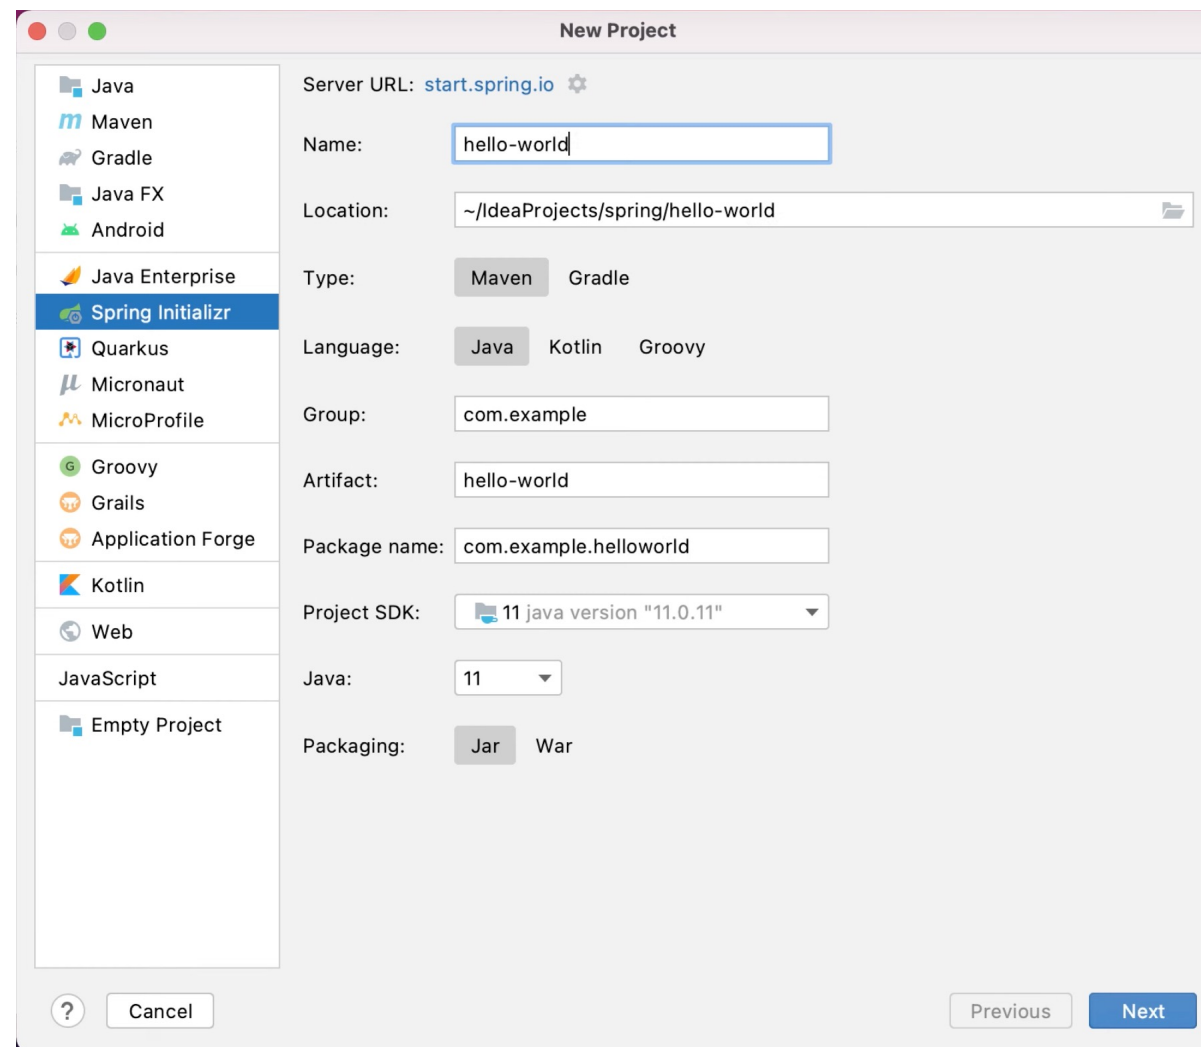 New Project
Java
Maven
Gradle
Java FX
Android
Java Enterprise
Spring Initializr
Quarkus
Micronaut
MicroProfile
Groovy
Grails
Application Forge
Kotlin
Web
JavaScript
Empty Project
Server URL: start.spring.io
Name: hello-world
Location: ~/IdeaProjects/spring/hello-world
Type: Maven Gradle
Language: Java Kotlin Groovy
Group: com.example
Artifact: hello-world
Package name: com.example.helloworld
Project SDK: 11 java version "11.0.11"
Java: 11
Packaging: Jar War
? Cancel Previous Next